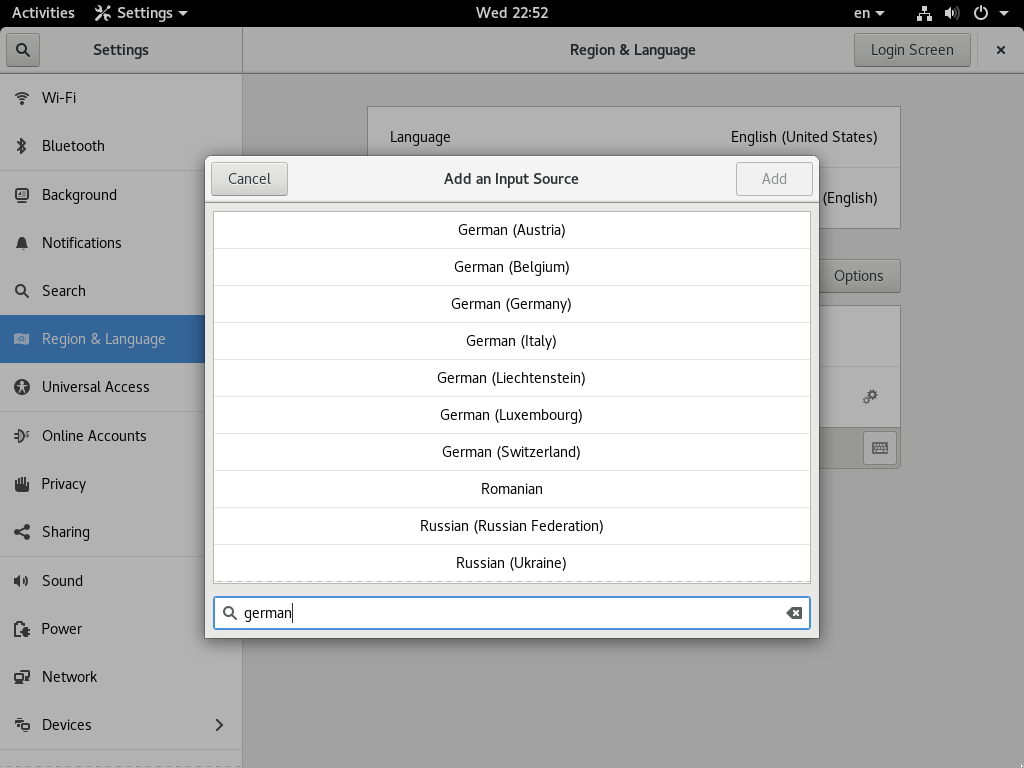 Activities Settings Wed 22:52 en
Settings Region & Language Login Screen
Wi-Fi
Bluetooth
Background
Notifications
Search
Region & Language
Universal Access
Online Accounts
Privacy
Sharing
Sound
Power
Network
Devices
Language English (United States)
(English)
Options
Cancel Add an Input Source Add
German (Austria)
German (Belgium)
German (Germany)
German (Italy)
German (Liechtenstein)
German (Luxembourg)
German (Switzerland)
Romanian
Russian (Russian Federation)
Russian (Ukraine)
german